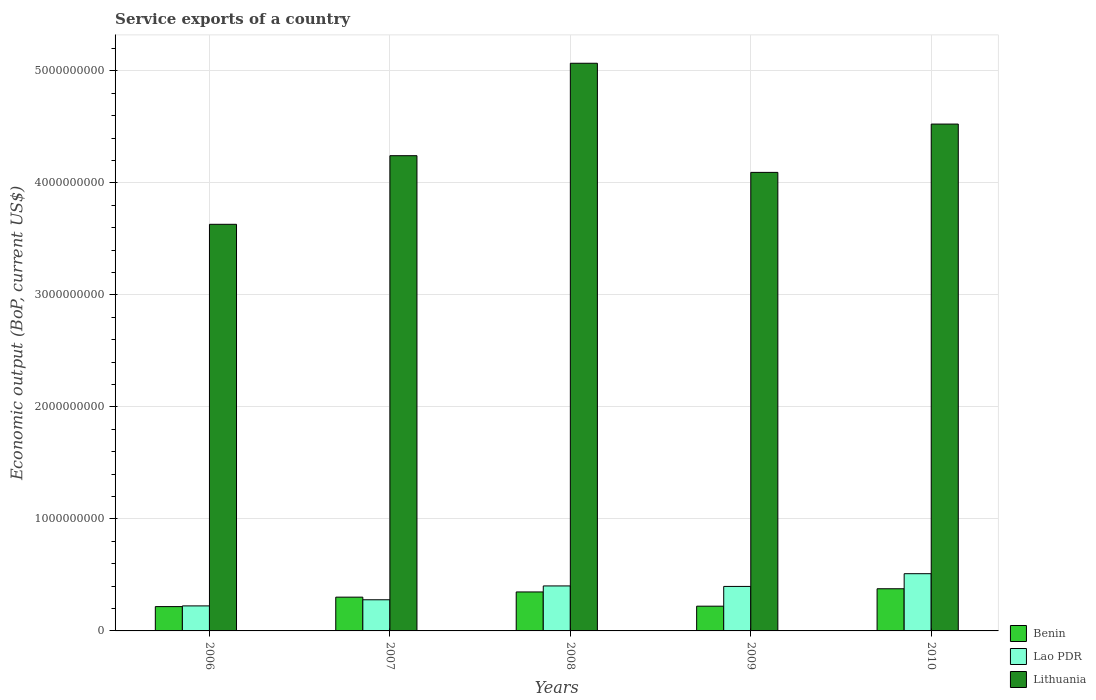 Service exports of a country
Economic output (BoP, current US$)
5000000000
4000000000
3000000000
2000000000
1000000000
0
2006
2007
2008
2009
2010
Years
Benin
Lao PDR
Lithuania